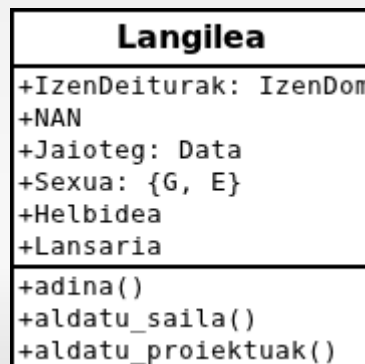 Langilea
+IzenDeiturak: IzenDom
+NAN
+Jaioteg: Data
+Sexua: {G, E}
+Helbidea
+Lansaria
+adina()
+aldatu_saila()
+aldatu_proiektuak()